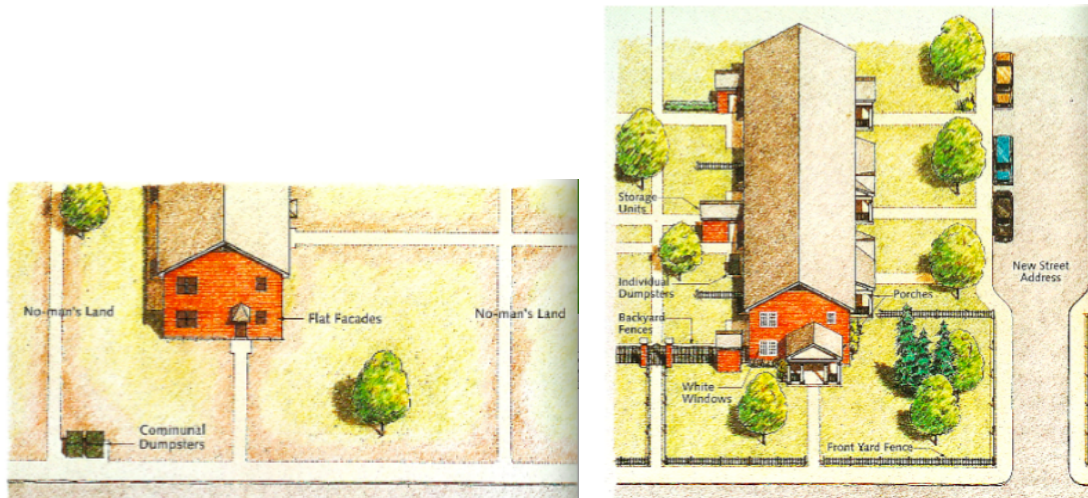 No-man's Land
Flat Facades
No-man's Land
Communal
Dumpsters
Storage
Units
Individual
Dumpsters
Backyard
Fences
Porches
New Street
Address
White
Windows
Front Yard Fence